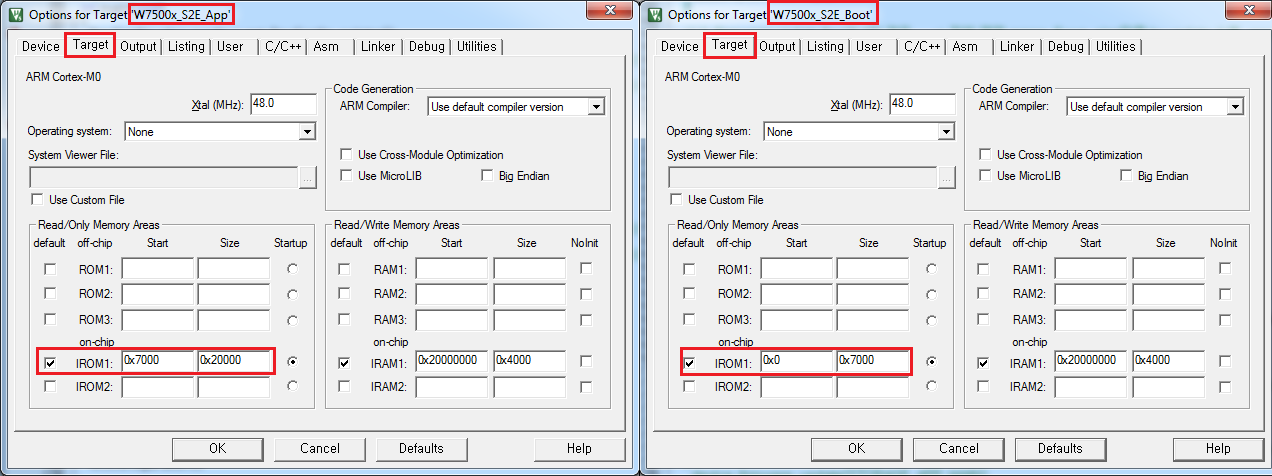 Options for Target 'W7500x_S2E_App'
Device Target Output Listing User C/C++ Asm Linker Debug Utilities
ARM Cortex-M0
Xtal (MHz): 48.0
Operating system: None
System Viewer File:
...
Use Custom File
Code Generation
ARM Compiler: Use default compiler version
Use Cross-Module Optimization
Use MicroLIB Big Endian
Read/Only Memory Areas
default off-chip Start Size Startup
ROM1:
ROM2:
ROM3:
on-chip
IROM1: 0x7000 0x20000
IROM2:
Read/Write Memory Areas
default off-chip Start Size NoInit
RAM1:
RAM2:
RAM3:
on-chip
IRAM1: 0x20000000 0x4000
IRAM2:
OK Cancel Defaults Help
Options for Target 'W7500x_S2E_Boot'
Device Target Output Listing User C/C++ Asm Linker Debug Utilities
ARM Cortex-M0
Xtal (MHz): 48.0
Operating system: None
System Viewer File:
...
Use Custom File
Code Generation
ARM Compiler: Use default compiler version
Use Cross-Module Optimization
Use MicroLIB Big Endian
Read/Only Memory Areas
default off-chip Start Size Startup
ROM1:
ROM2:
ROM3:
on-chip
IROM1: 0x0 0x7000
IROM2:
Read/Write Memory Areas
default off-chip Start Size NoInit
RAM1:
RAM2:
RAM3:
on-chip
IRAM1: 0x20000000 0x4000
IRAM2:
OK Cancel Defaults Help